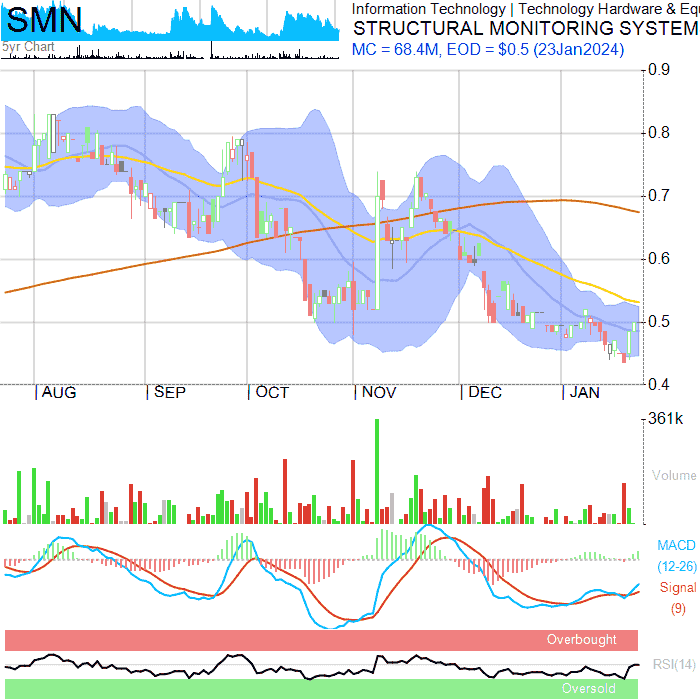 SMN
5yr Chart
Information Technology | Technology Hardware & Eq
STRUCTURAL MONITORING SYSTEM
MC = 68.4M, EOD = $0.5 (23Jan2024)
0.9
0.8
0.7
0.6
0.5
0.4
AUG SEP OCT NOV DEC JAN
361k
Volume
MACD
(12-26)
Signal
(9)
Overbought
RSI(14)
Oversold